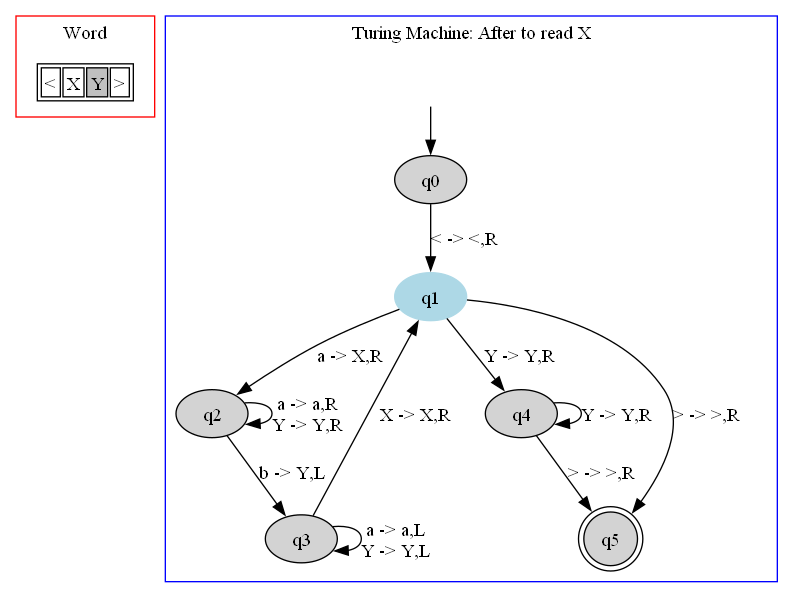 Word
< X Y >
Turing Machine: After to read X
q0
< -> <,R
q1
a -> X,R
Y -> Y,R
q2
a -> a,R
Y -> Y,R
X -> X,R
q4
Y -> Y,R
> -> >,R
b -> Y,L
> -> >,R
q3
a -> a,L
Y -> Y,L
q5